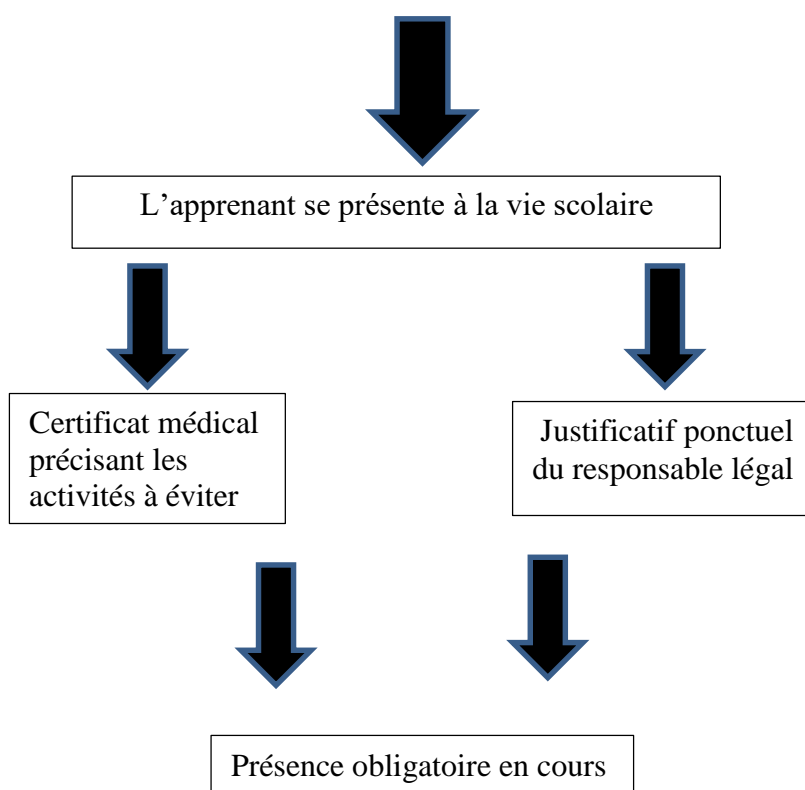 L’apprenant se présente à la vie scolaire
Certificat médical
précisant les
activités à éviter
Justificatif ponctuel
du responsable légal
Présence obligatoire en cours